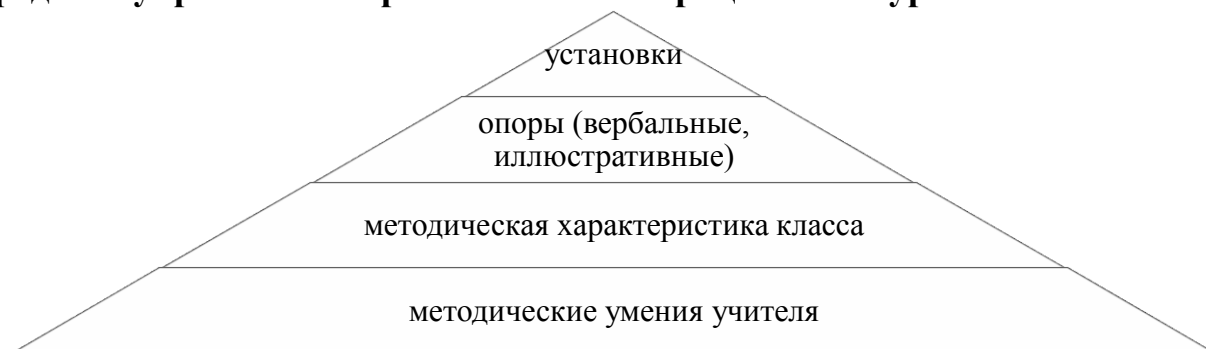 установки
опоры (вербальные,
иллюстративные)
методическая характеристика класса
методические умения учителя